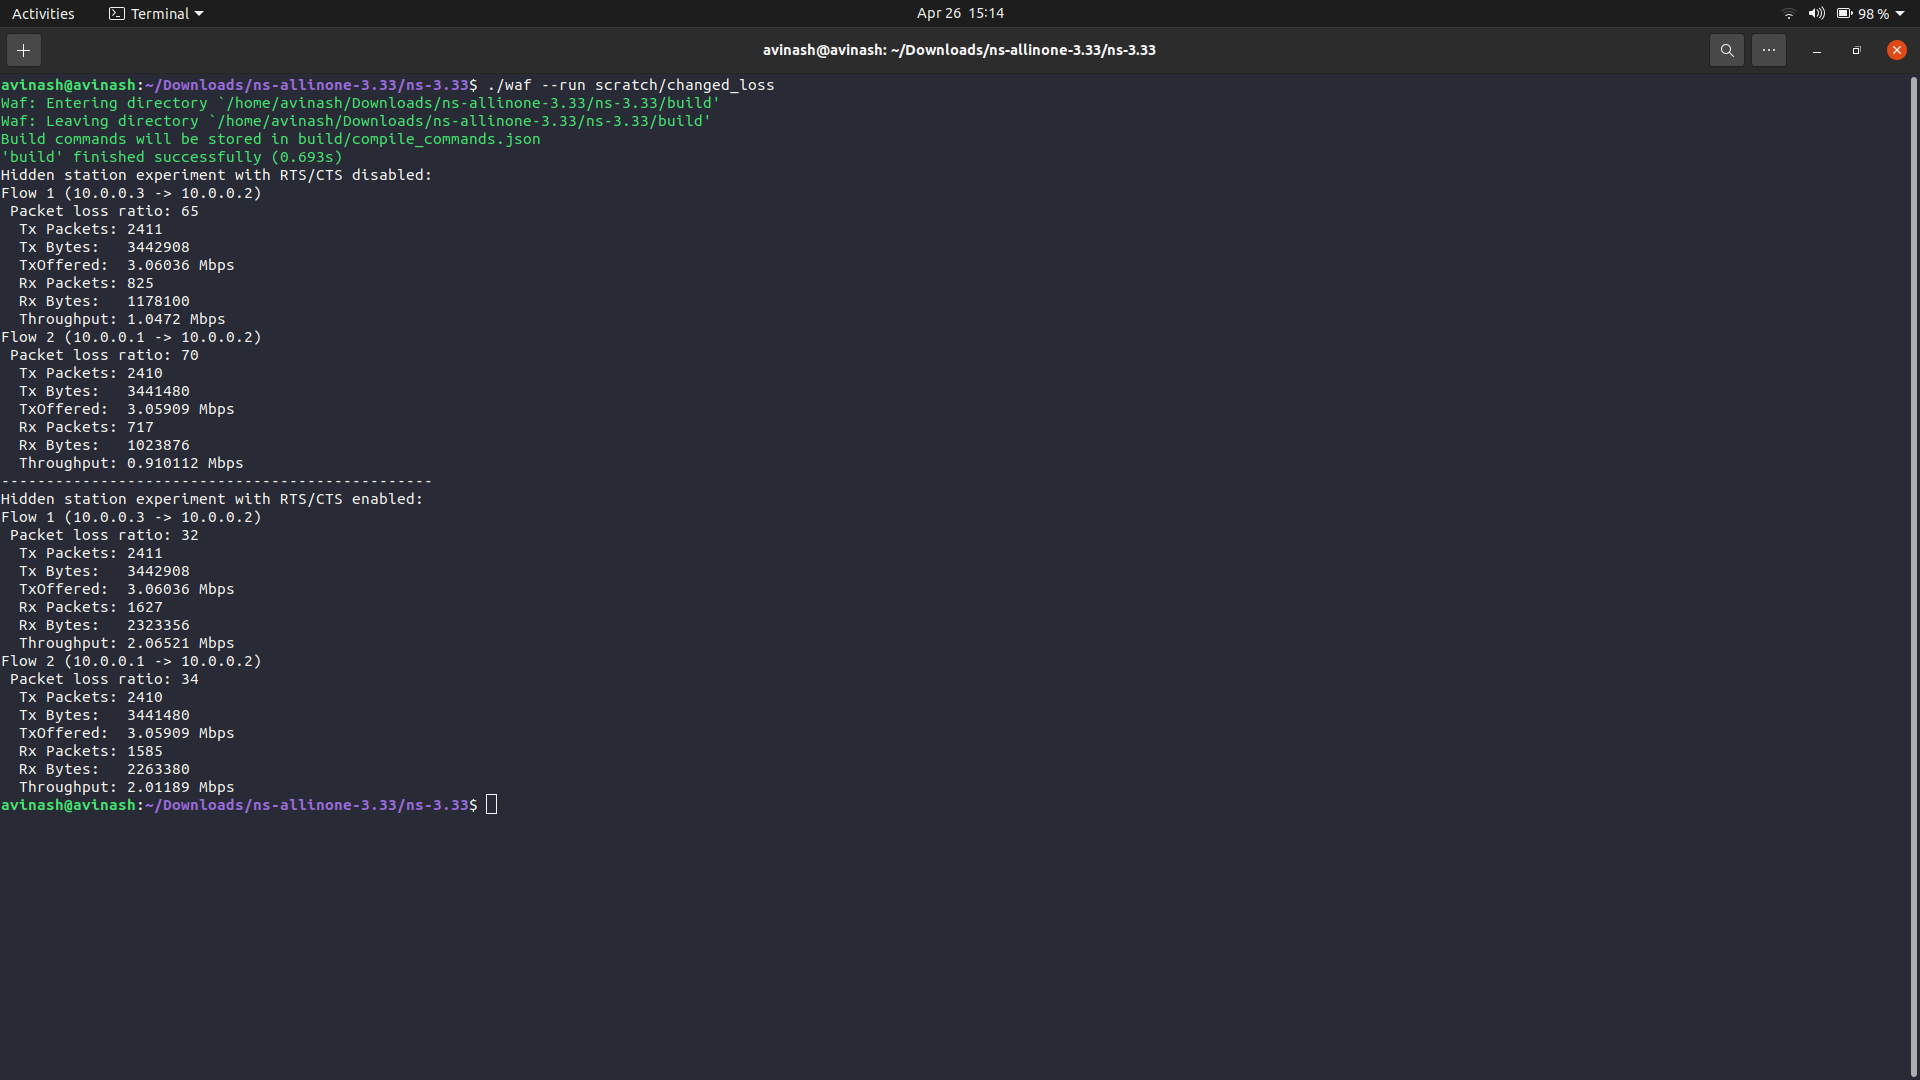 Activities Terminal Apr 26 15:14 98 %
avinash@avinash: ~/Downloads/ns-allinone-3.33/ns-3.33
avinash@avinash:~/Downloads/ns-allinone-3.33/ns-3.33$ ./waf --run scratch/changed_loss
Waf: Entering directory `/home/avinash/Downloads/ns-allinone-3.33/ns-3.33/build'
Waf: Leaving directory `/home/avinash/Downloads/ns-allinone-3.33/ns-3.33/build'
Build commands will be stored in build/compile_commands.json
'build' finished successfully (0.693s)
Hidden station experiment with RTS/CTS disabled:
Flow 1 (10.0.0.3 -> 10.0.0.2)
 Packet loss ratio: 65
  Tx Packets: 2411
  Tx Bytes:   3442908
  TxOffered:  3.06036 Mbps
  Rx Packets: 825
  Rx Bytes:   1178100
  Throughput: 1.0472 Mbps
Flow 2 (10.0.0.1 -> 10.0.0.2)
 Packet loss ratio: 70
  Tx Packets: 2410
  Tx Bytes:   3441480
  TxOffered:  3.05909 Mbps
  Rx Packets: 717
  Rx Bytes:   1023876
  Throughput: 0.910112 Mbps
------------------------------------------------
Hidden station experiment with RTS/CTS enabled:
Flow 1 (10.0.0.3 -> 10.0.0.2)
 Packet loss ratio: 32
  Tx Packets: 2411
  Tx Bytes:   3442908
  TxOffered:  3.06036 Mbps
  Rx Packets: 1627
  Rx Bytes:   2323356
  Throughput: 2.06521 Mbps
Flow 2 (10.0.0.1 -> 10.0.0.2)
 Packet loss ratio: 34
  Tx Packets: 2410
  Tx Bytes:   3441480
  TxOffered:  3.05909 Mbps
  Rx Packets: 1585
  Rx Bytes:   2263380
  Throughput: 2.01189 Mbps
avinash@avinash:~/Downloads/ns-allinone-3.33/ns-3.33$